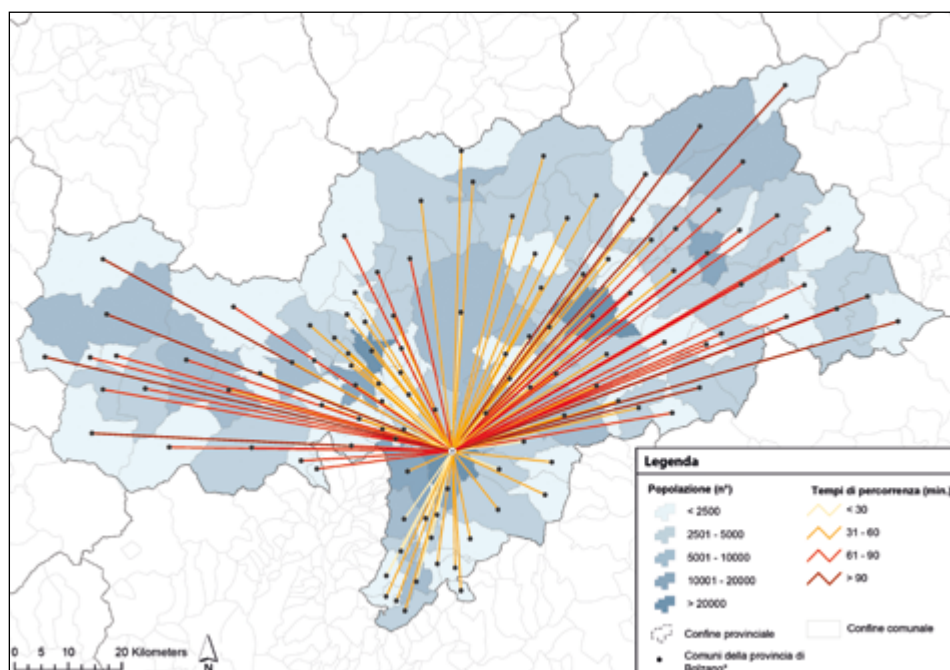 Legenda
Popolazione (n°)
< 2500
2501 - 5000
5001 - 10000
10001 - 20000
> 20000
Confine provinciale
Comuni della provincia di
Bolzano*
Tempi di percorrenza (min.)
< 30
31 - 60
61 - 90
> 90
Confine comunale
0 5 10 20 Kilometers
N